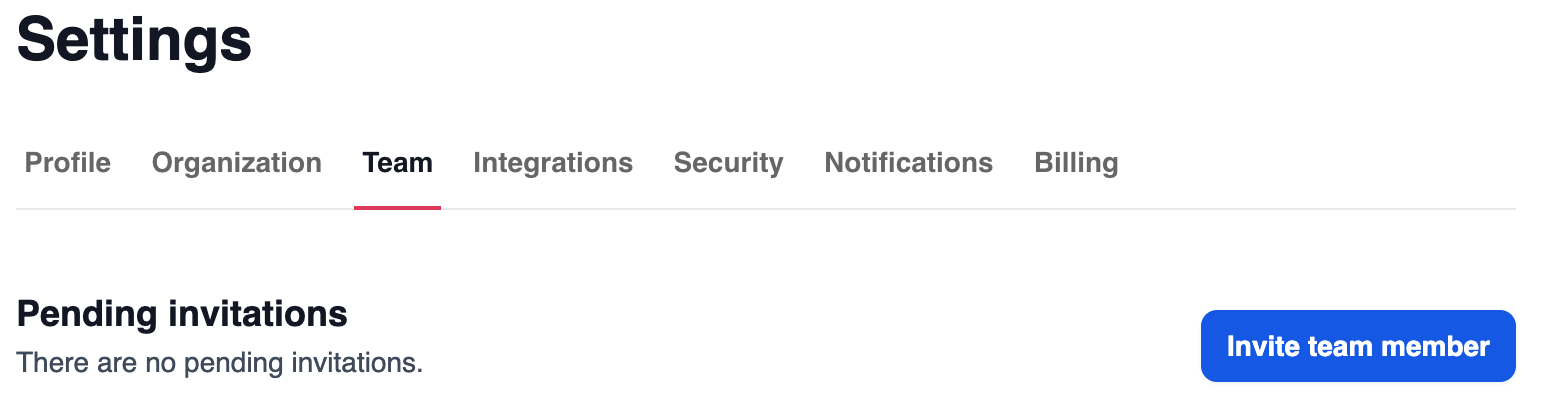 Settings
Profile Organization Team Integrations Security Notifications Billing
Pending invitations
There are no pending invitations.
Invite team member